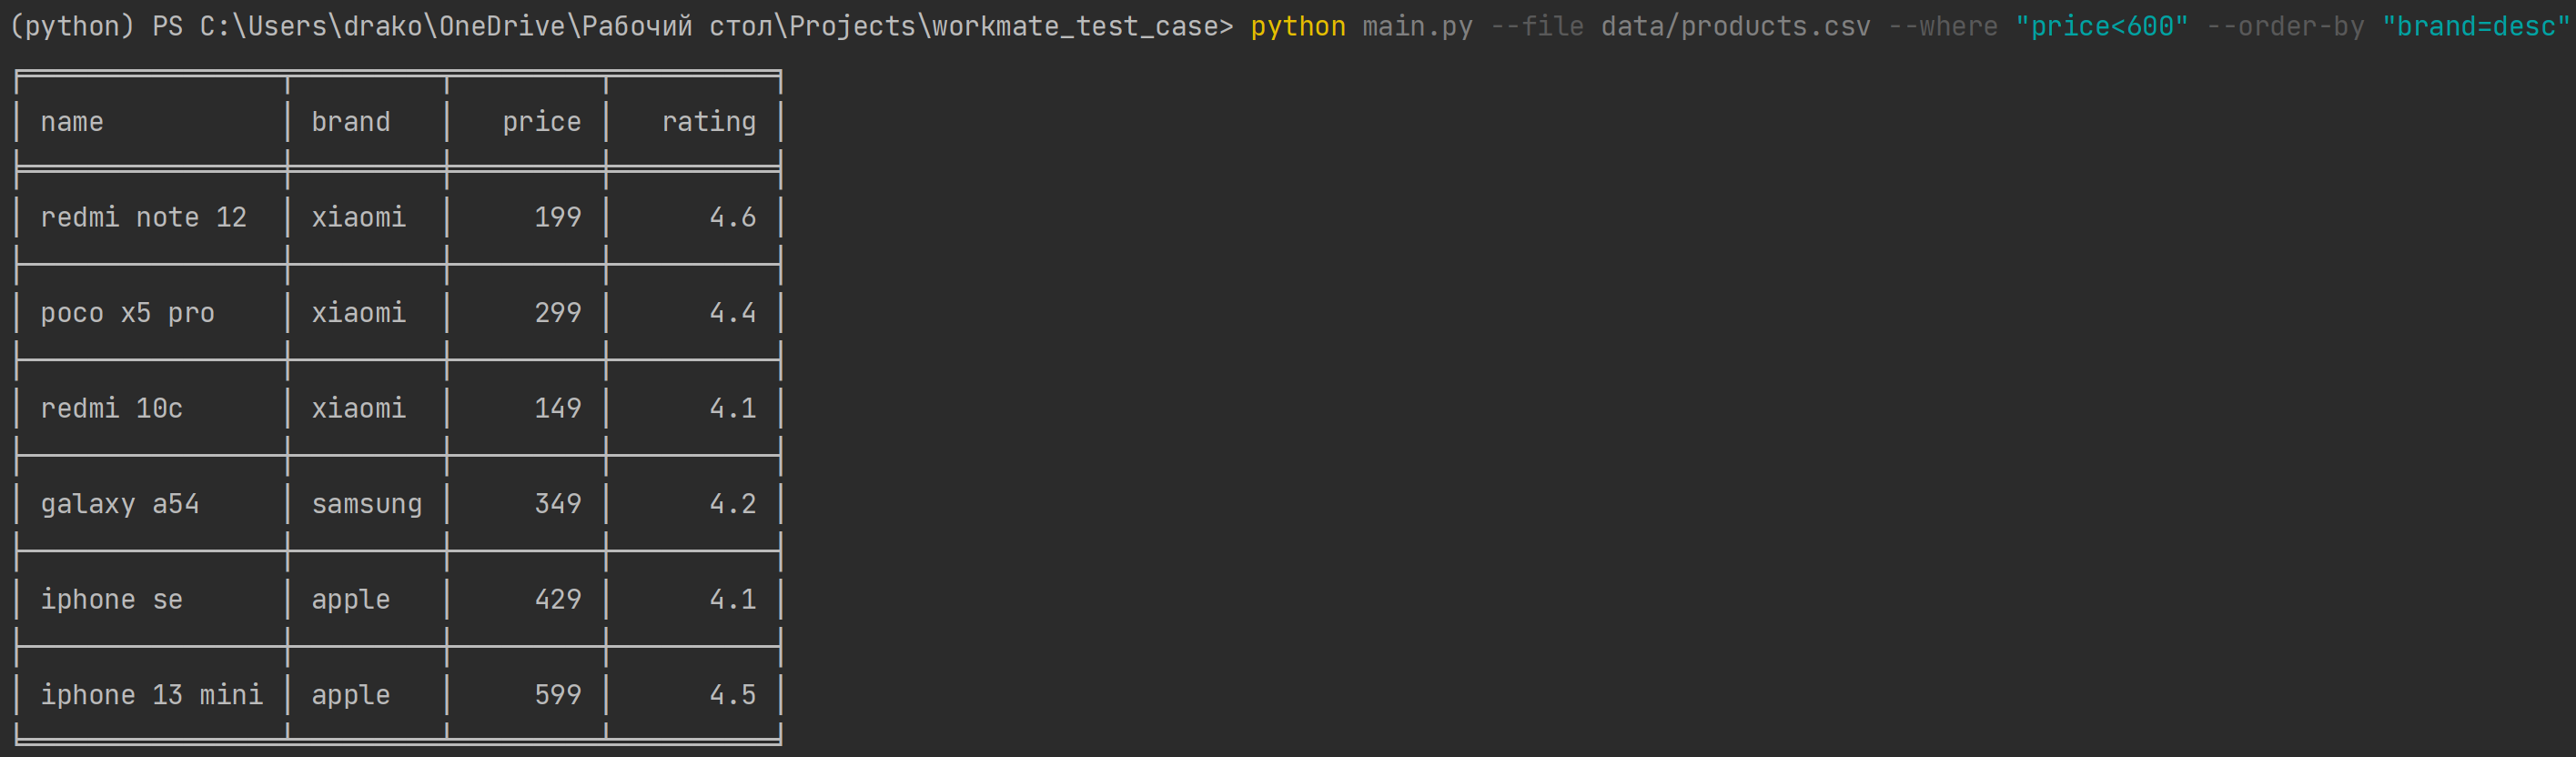 (python) PS C:\Users\drako\OneDrive\Рабочий стол\Projects\workmate_test_case> python main.py --file data/products.csv --where "price<600" --order-by "brand=desc"
name brand price rating
redmi note 12 xiaomi 199 4.6
poco x5 pro xiaomi 299 4.4
redmi 10c xiaomi 149 4.1
galaxy a54 samsung 349 4.2
iphone se apple 429 4.1
iphone 13 mini apple 599 4.5